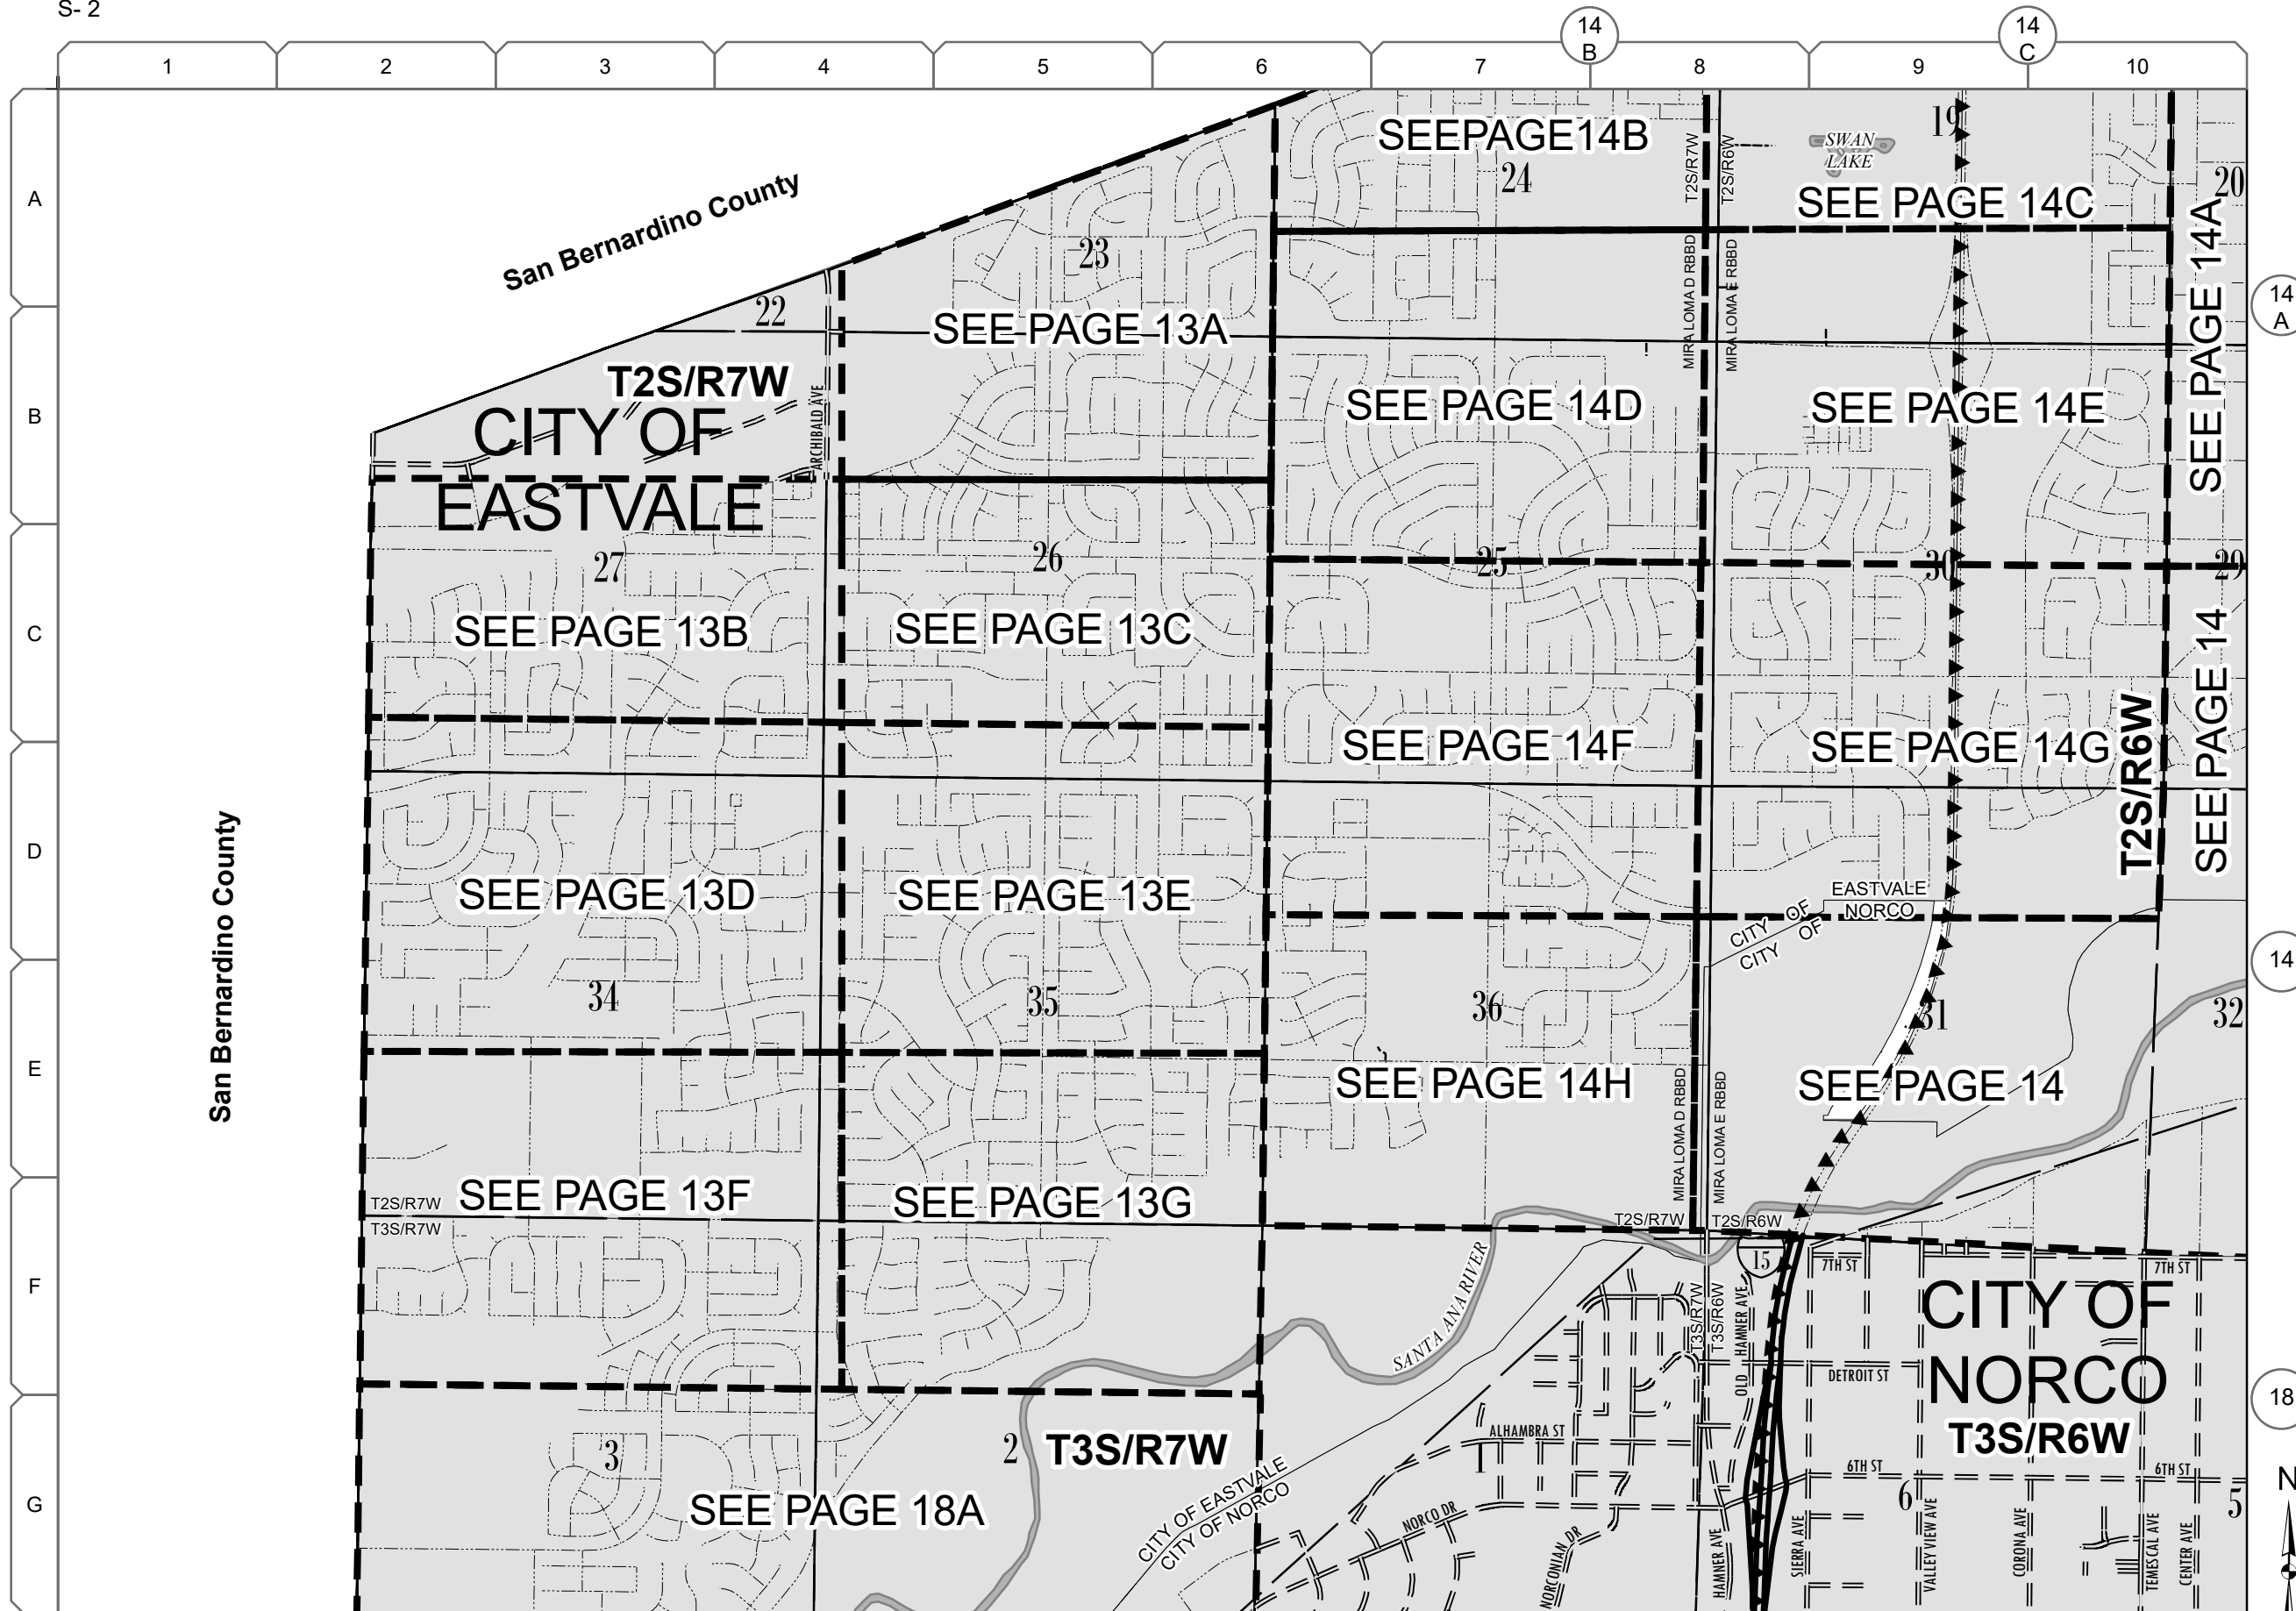 S- 2
14
B
14
C
1
2
3
4
5
6
7
8
9
10
A
B
C
D
E
F
G
14
A
14
18
SEEPAGE14B
24
T2S/R7W
T2S/R6W
19
SWAN
LAKE
SEE PAGE 14C
20
SEE PAGE 14A
San Bernardino County
23
22
SEE PAGE 13A
MIRA LOMA D RBBD
MIRA LOMA E RBBD
T2S/R7W
CITY OF
EASTVALE
ARCHIBALD AVE
SEE PAGE 14D
SEE PAGE 14E
27
26
25
30
29
SEE PAGE 13B
SEE PAGE 13C
SEE PAGE 14F
SEE PAGE 14G
T2S/R6W
SEE PAGE 14
San Bernardino County
SEE PAGE 13D
SEE PAGE 13E
CITY OF EASTVALE
CITY OF NORCO
34
35
36
31
32
SEE PAGE 14H
SEE PAGE 14
MIRA LOMA D RBBD
MIRA LOMA E RBBD
SEE PAGE 13F
SEE PAGE 13G
T2S/R7W
T3S/R7W
T2S/R7W
T2S/R6W
SANTA ANA RIVER
15
7TH ST
7TH ST
T3S/R7W
T3S/R6W
OLD HAMNER AVE
CITY OF
NORCO
T3S/R6W
DETROIT ST
3
2
T3S/R7W
ALHAMBRA ST
1
6TH ST
6TH ST
6
5
SEE PAGE 18A
CITY OF EASTVALE
CITY OF NORCO
NORCO DR
NORCONIAN DR
HAMNER AVE
SIERRA AVE
VALLEY VIEW AVE
CORONA AVE
TEMESCAL AVE
CENTER AVE
N